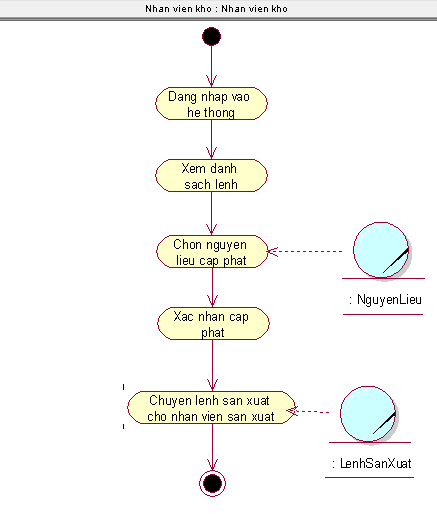 Nhan vien kho : Nhan vien kho
Dang nhap vao
he thong
Xem danh
sach lenh
Chon nguyen
lieu cap phat
: NguyenLieu
Xac nhan cap
phat
Chuyen lenh san xuat
cho nhan vien san xuat
: LenhSanXuat